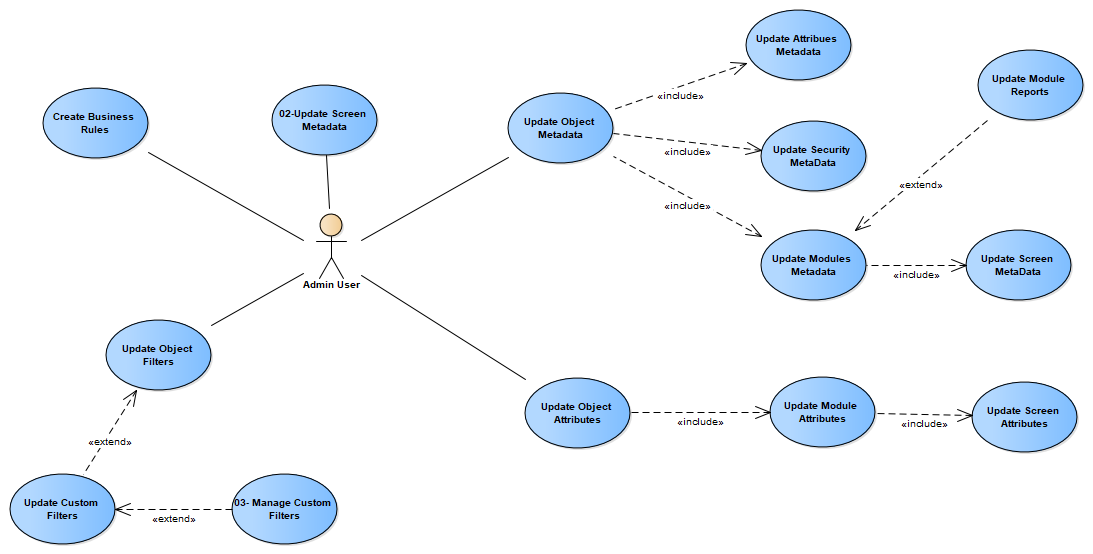 Update Attribues
Metadata
Update Module
Reports
Create Business
Rules
02-Update Screen
Metadata
Update Object
Metadata
«include»
«include»
Update Security
MetaData
«extend»
«include»
Update Modules
Metadata
Update Screen
MetaData
«include»
Admin User
Update Object
Filters
Update Object
Attributes
Update Module
Attributes
Update Screen
Attributes
«include»
«include»
«extend»
Update Custom
Filters
03- Manage Custom
Filters
«extend»